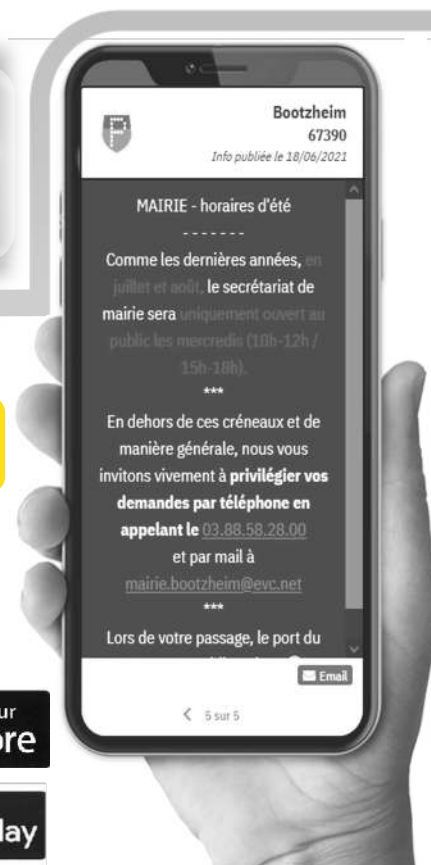 Bootzheim
67390
Info publiée le 18/06/2021
MAIRIE - horaires d'été
- - - - - - -
Comme les dernières années, en
juillet et août, le secrétariat de
mairie sera uniquement ouvert au
public les mercredis (10h-12h /
15h-18h).
***
En dehors de ces créneaux et de
manière générale, nous vous
invitons vivement à privilégier vos
demandes par téléphone en
appelant le 03.88.58.28.00
et par mail à
mairie.bootzheim@evc.net
***
Lors de votre passage, le port du
Email
< 5 sur 5
ur
ore
lay